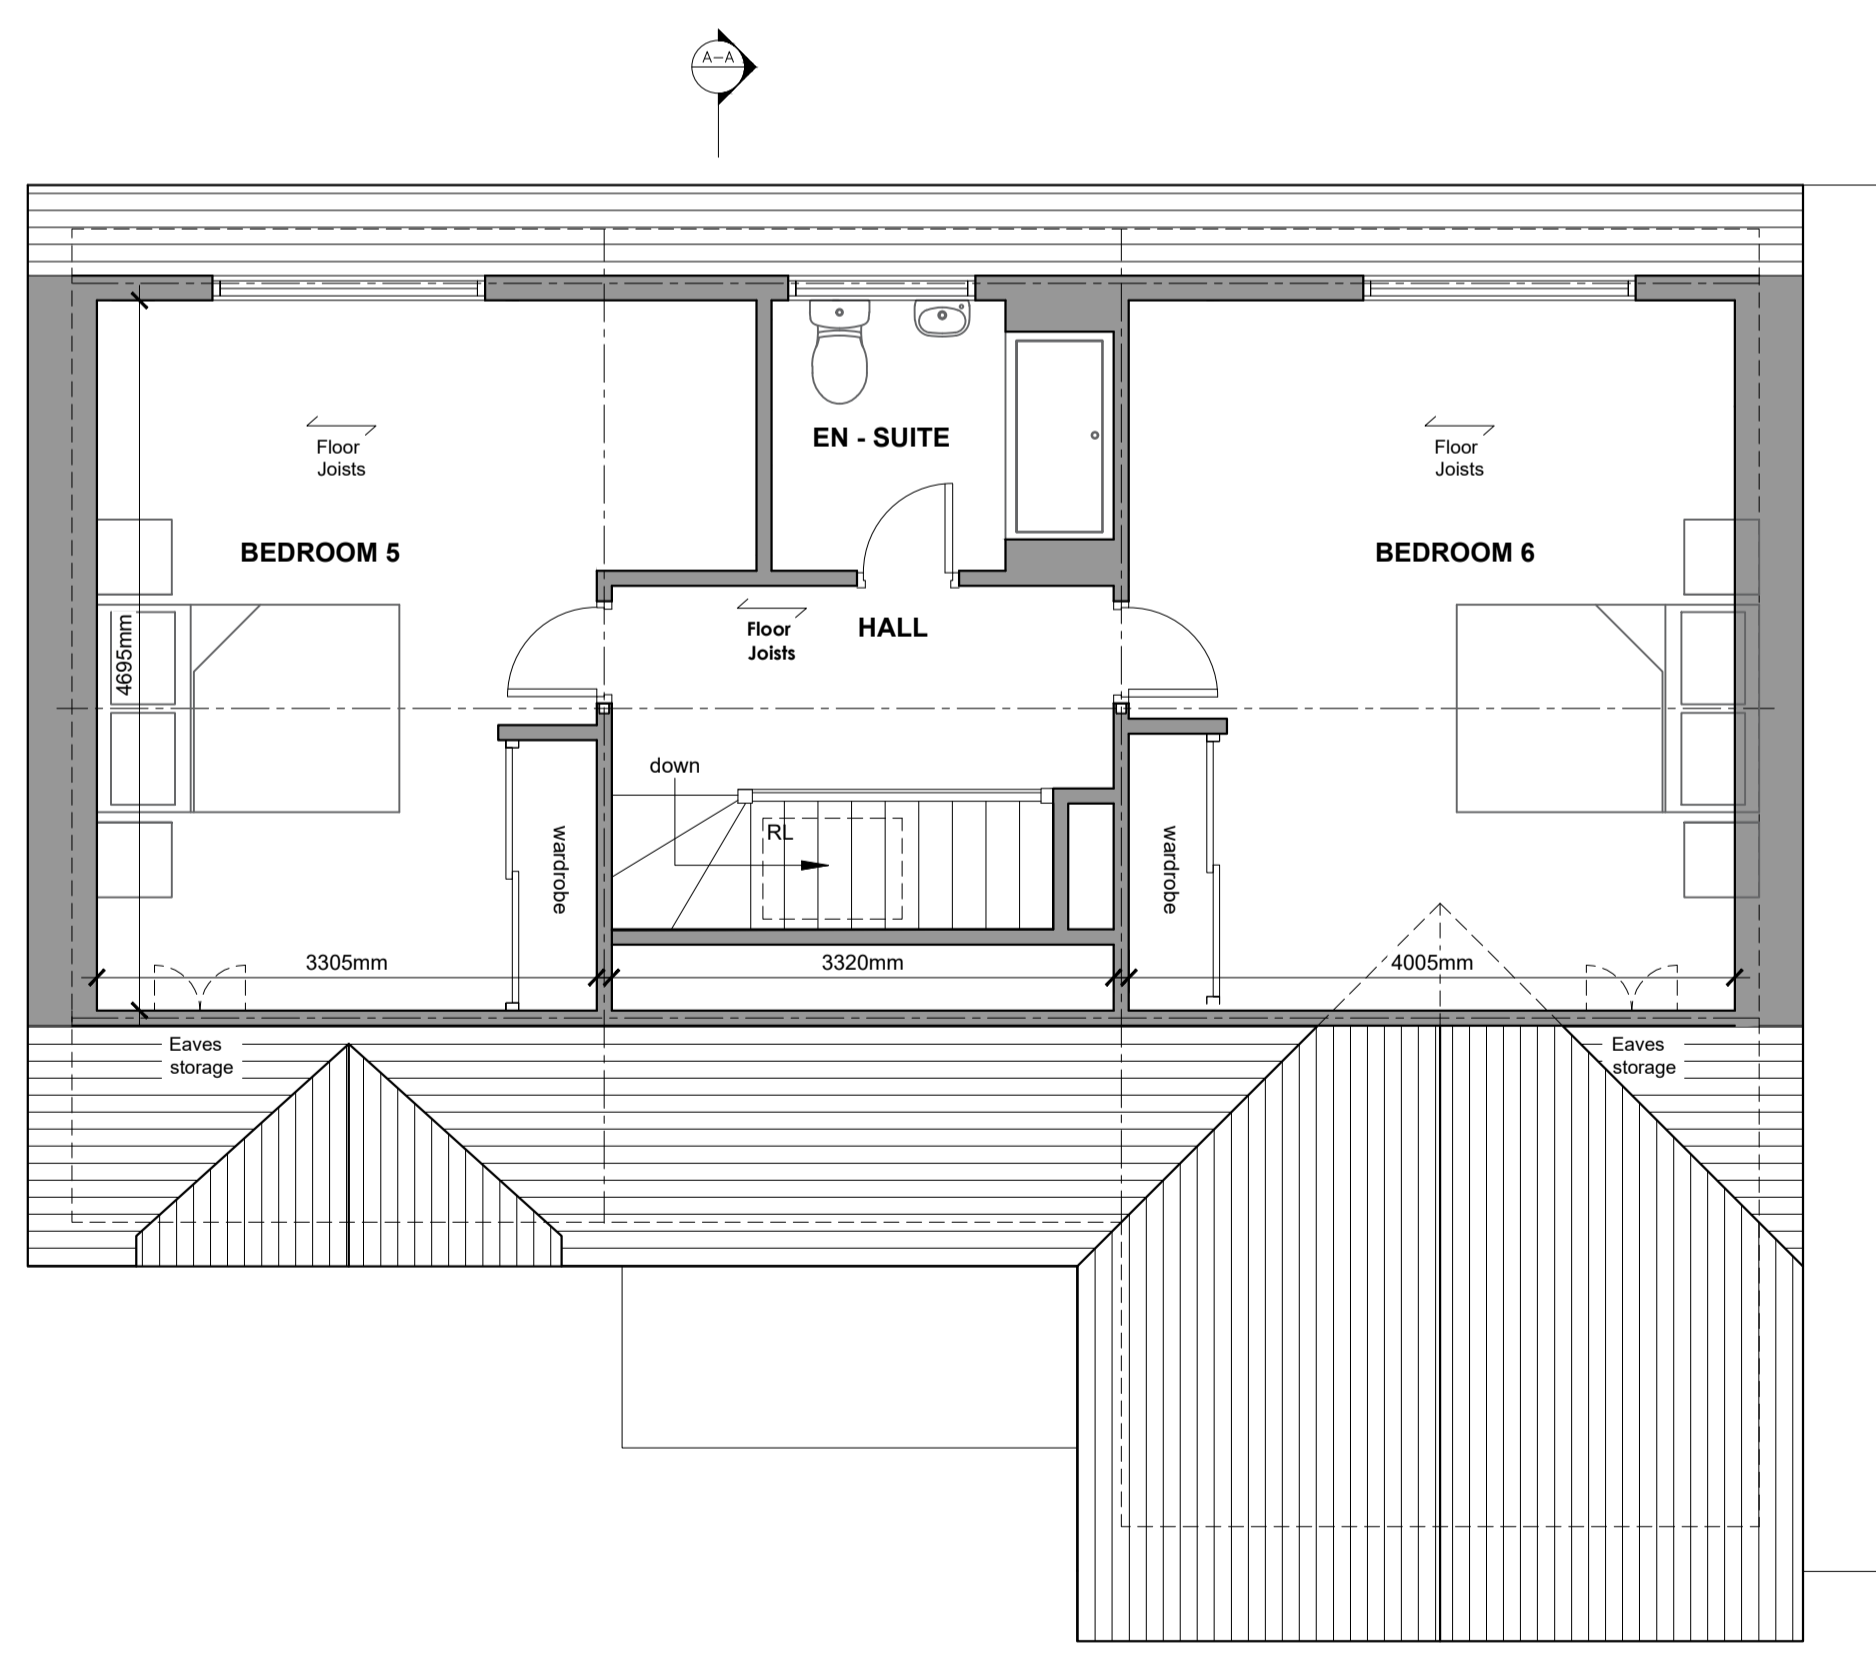 A-A
Floor
Joists
EN - SUITE
Floor
Joists
BEDROOM 5
BEDROOM 6
4695mm
Floor
Joists
HALL
down
RL
wardrobe
wardrobe
3305mm
3320mm
4005mm
Eaves
storage
Eaves
storage